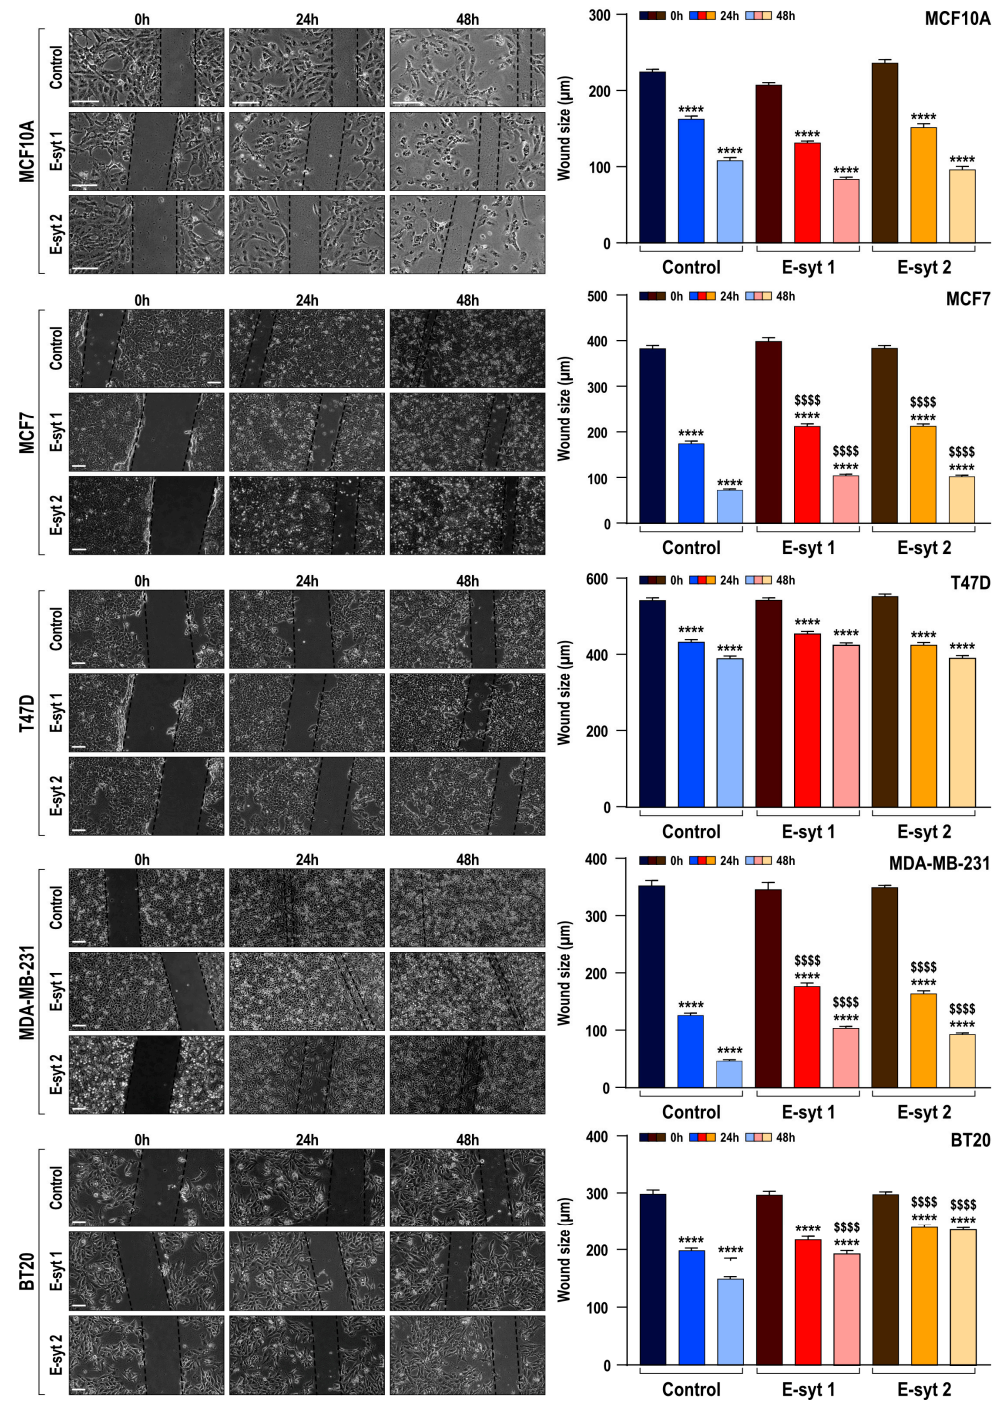 0h 24h 48h
MCF10A
Control
E-syt 1
E-syt 2
300
200
100
0
Wound size (µm)
0h 24h 48h
MCF10A
**** ****
**** ****
**** ****
Control E-syt 1 E-syt 2
0h 24h 48h
MCF7
Control
E-syt 1
E-syt 2
500
400
300
200
100
0
Wound size (µm)
0h 24h 48h
MCF7
**** ****
$$$$ $$$$
**** ****
$$$$ $$$$
**** ****
Control E-syt 1 E-syt 2
0h 24h 48h
T47D
Control
E-syt 1
E-syt 2
600
400
200
0
Wound size (µm)
0h 24h 48h
T47D
**** ****
**** ****
**** ****
Control E-syt 1 E-syt 2
0h 24h 48h
MDA-MB-231
Control
E-syt 1
E-syt 2
400
300
200
100
0
Wound size (µm)
0h 24h 48h
MDA-MB-231
**** ****
$$$$ $$$$
**** ****
$$$$ $$$$
**** ****
Control E-syt 1 E-syt 2
0h 24h 48h
BT20
Control
E-syt 1
E-syt 2
400
300
200
100
0
Wound size (µm)
0h 24h 48h
BT20
**** ****
$$$$
**** ****
$$$$ $$$$
**** ****
Control E-syt 1 E-syt 2